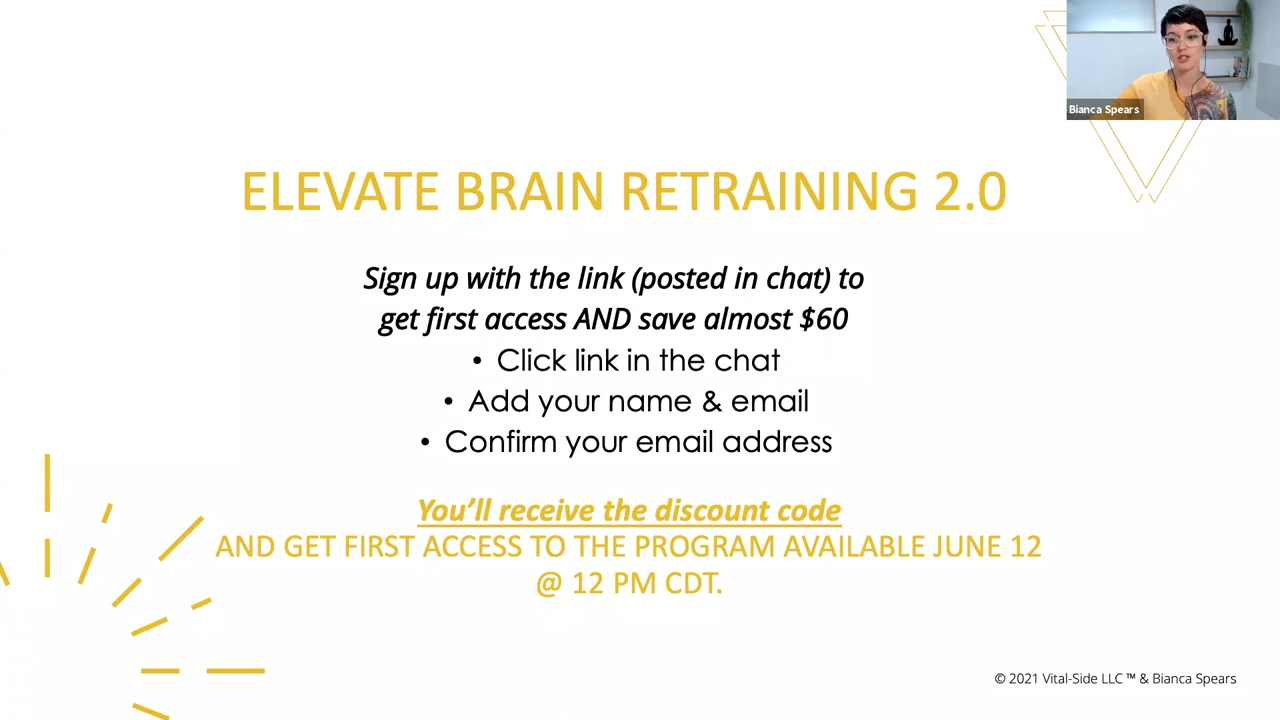 Bianca Spears
ELEVATE BRAIN RETRAINING 2.0
Sign up with the link (posted in chat) to
get first access AND save almost $60
• Click link in the chat
• Add your name & email
• Confirm your email address
You’ll receive the discount code
AND GET FIRST ACCESS TO THE PROGRAM AVAILABLE JUNE 12
@ 12 PM CDT.
© 2021 Vital-Side LLC ™ & Bianca Spears